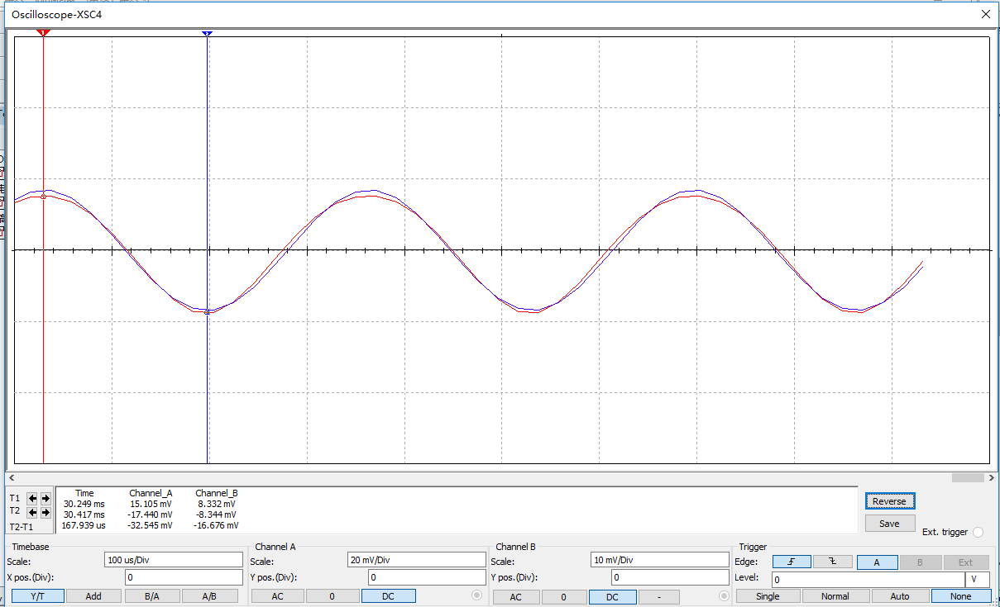 Oscilloscope-XSC4
Time Channel_A Channel_B
T1 30.249 ms 15.105 mV 8.332 mV
T2 30.417 ms -17.440 mV -8.344 mV
T2-T1 167.939 us -32.545 mV -16.676 mV
Reverse
Save
Ext. trigger
Timebase
Scale: 100 us/Div
X pos.(Div): 0
Y/T Add B/A A/B
Channel A
Scale: 20 mV/Div
Y pos.(Div): 0
AC 0 DC
Channel B
Scale: 10 mV/Div
Y pos.(Div): 0
AC 0 DC -
Trigger
Edge: A B Ext
Level: 0 V
Single Normal Auto None